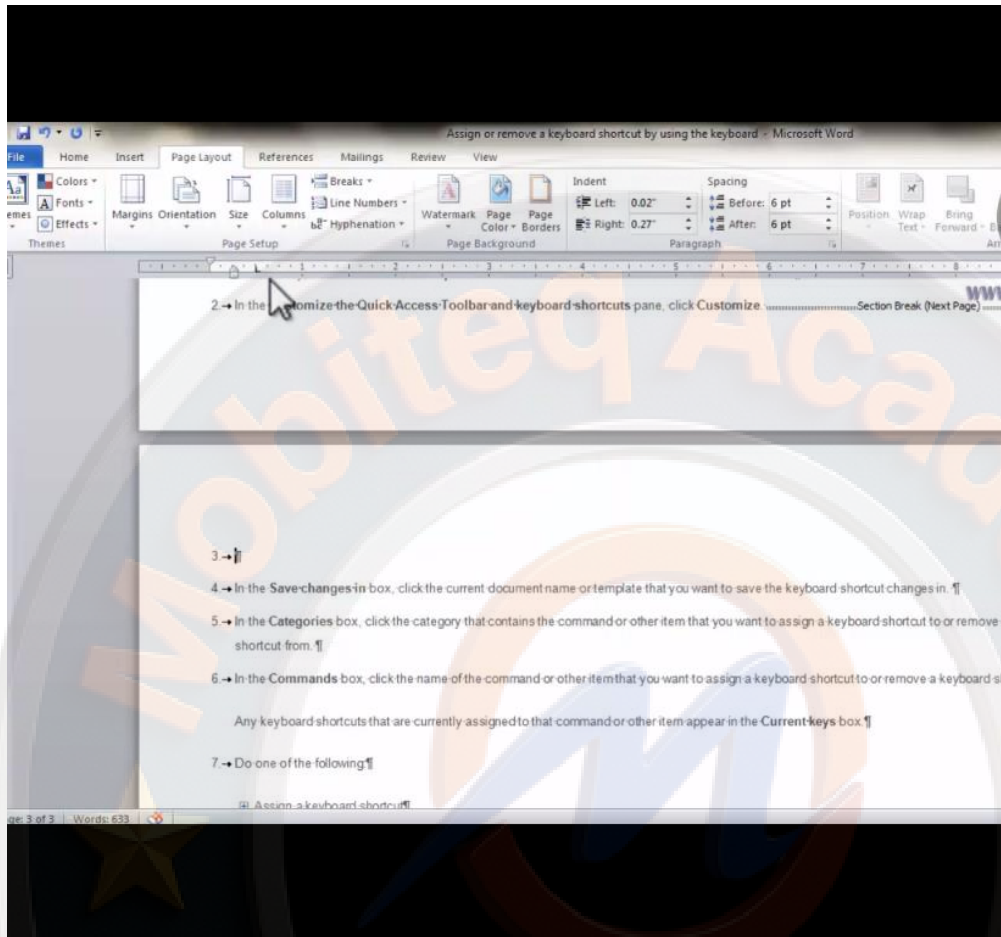 Assign or remove a keyboard shortcut by using the keyboard - Microsoft Word
File Home Insert Page Layout References Mailings Review View
Colors
Fonts
Effects
Themes
Margins Orientation Size Columns
Breaks
Line Numbers
Hyphenation
Page Setup
Watermark Page Color Page Borders
Page Background
Indent
Left: 0.02"
Right: 0.27"
Spacing
Before: 6 pt
After: 6 pt
Paragraph
Position Wrap Text Bring Forward
2. In the Customize the Quick Access Toolbar and keyboard shortcuts pane, click Customize. Section Break (Next Page)
WWW
3.
4. In the Save changes in box, click the current document name or template that you want to save the keyboard shortcut changes in. ¶
5. In the Categories box, click the category that contains the command or other item that you want to assign a keyboard shortcut to or remove
shortcut from. ¶
6. In the Commands box, click the name of the command or other item that you want to assign a keyboard shortcut to or remove a keyboard
Any keyboard shortcuts that are currently assigned to that command or other item appear in the Current keys box. ¶
7. Do one of the following: ¶
Assign a keyboard shortcut ¶
Page: 3 of 3 Words: 633
Mobiteq Acad